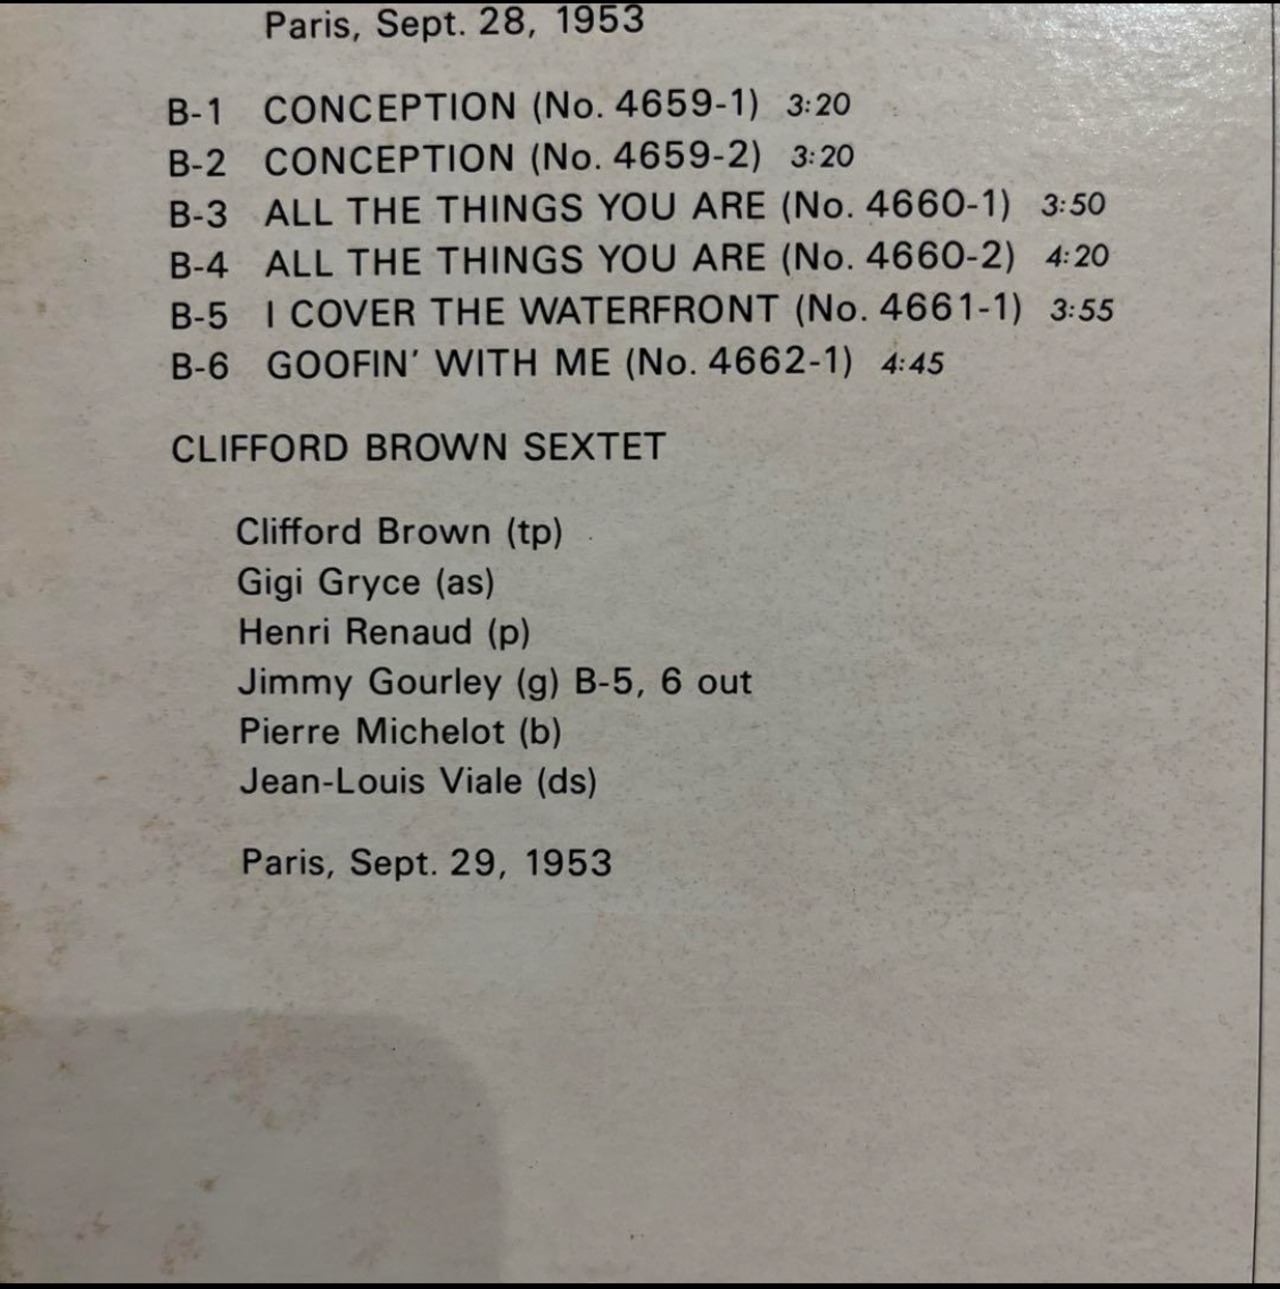 Paris, Sept. 28, 1953
B-1 CONCEPTION (No. 4659-1) 3:20
B-2 CONCEPTION (No. 4659-2) 3:20
B-3 ALL THE THINGS YOU ARE (No. 4660-1) 3:50
B-4 ALL THE THINGS YOU ARE (No. 4660-2) 4:20
B-5 I COVER THE WATERFRONT (No. 4661-1) 3:55
B-6 GOOFIN' WITH ME (No. 4662-1) 4:45
CLIFFORD BROWN SEXTET
Clifford Brown (tp)
Gigi Gryce (as)
Henri Renaud (p)
Jimmy Gourley (g) B-5, 6 out
Pierre Michelot (b)
Jean-Louis Viale (ds)
Paris, Sept. 29, 1953